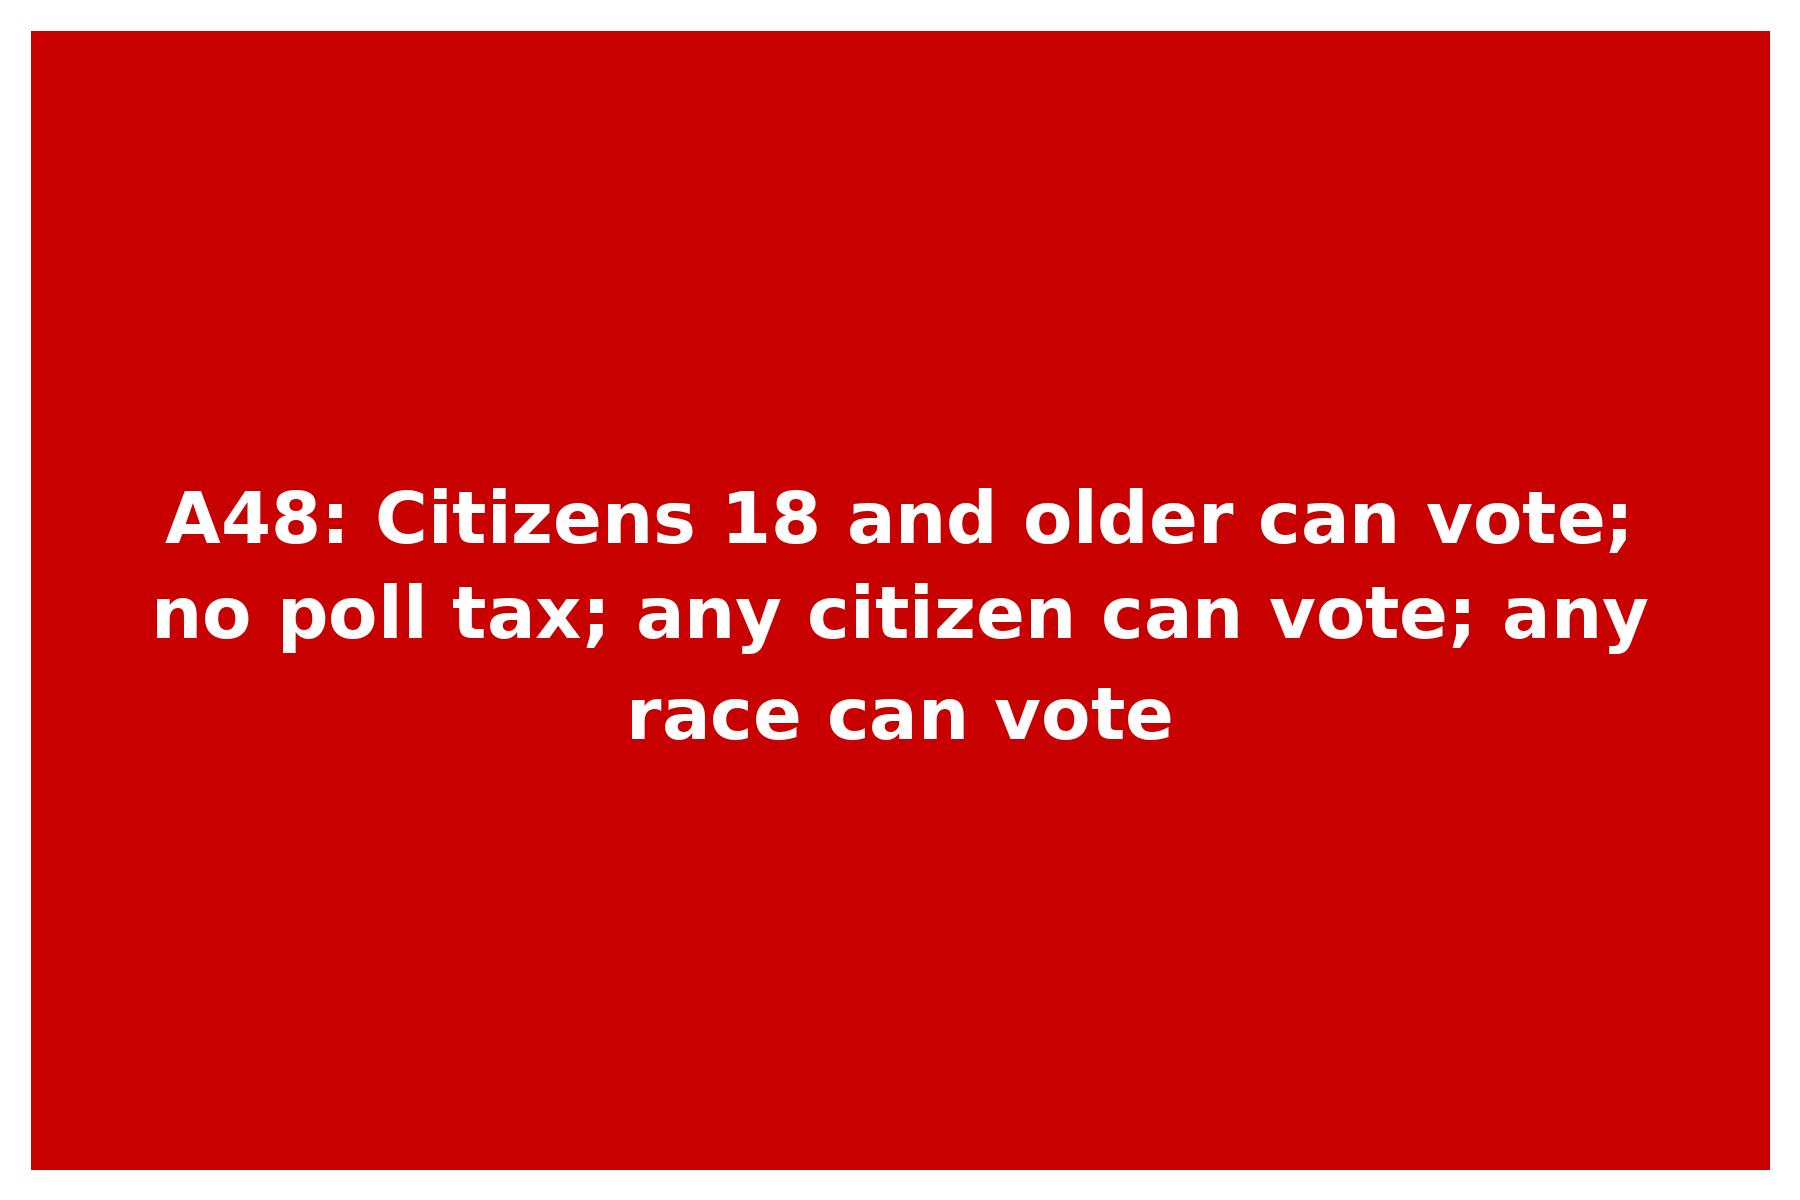 A48: Citizens 18 and older can vote;
no poll tax; any citizen can vote; any
race can vote